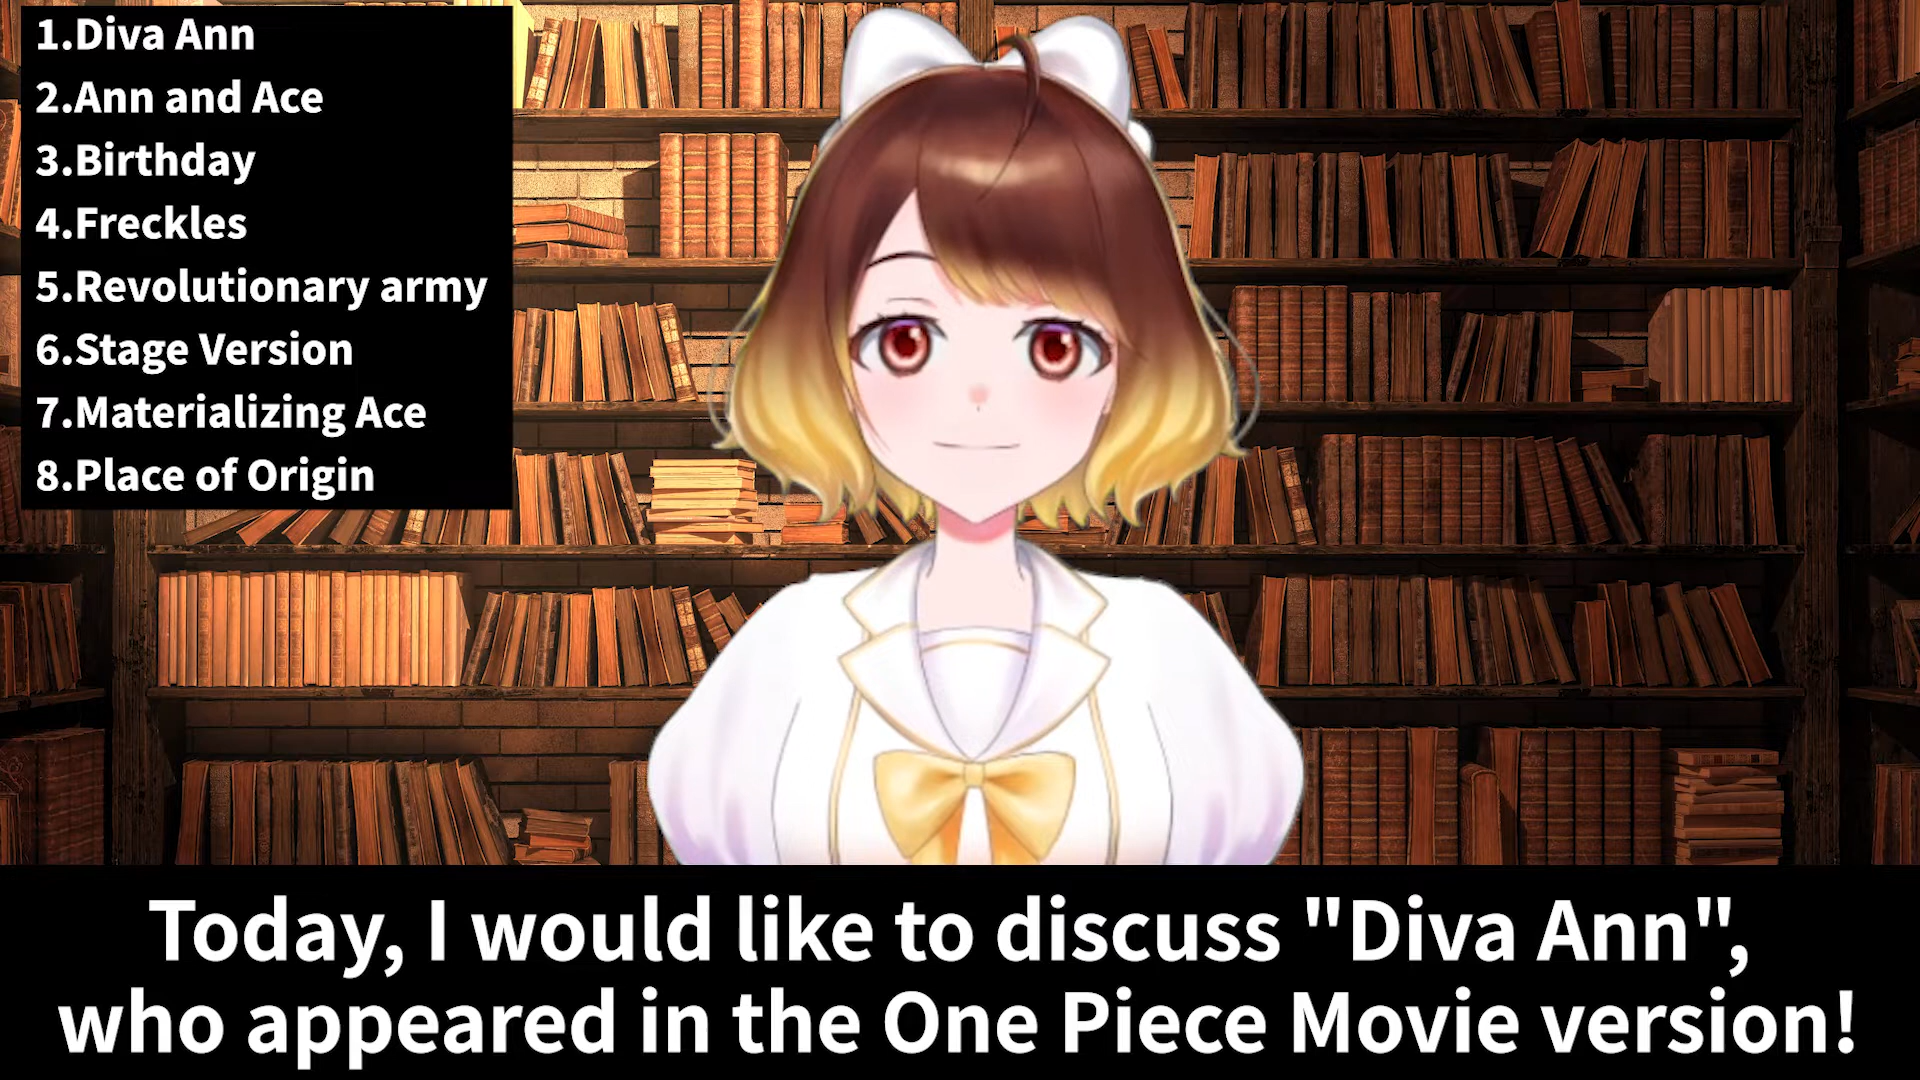 1.Diva Ann
2.Ann and Ace
3.Birthday
4.Freckles
5.Revolutionary army
6.Stage Version
7.Materializing Ace
8.Place of Origin
Today, I would like to discuss "Diva Ann",
who appeared in the One Piece Movie version!